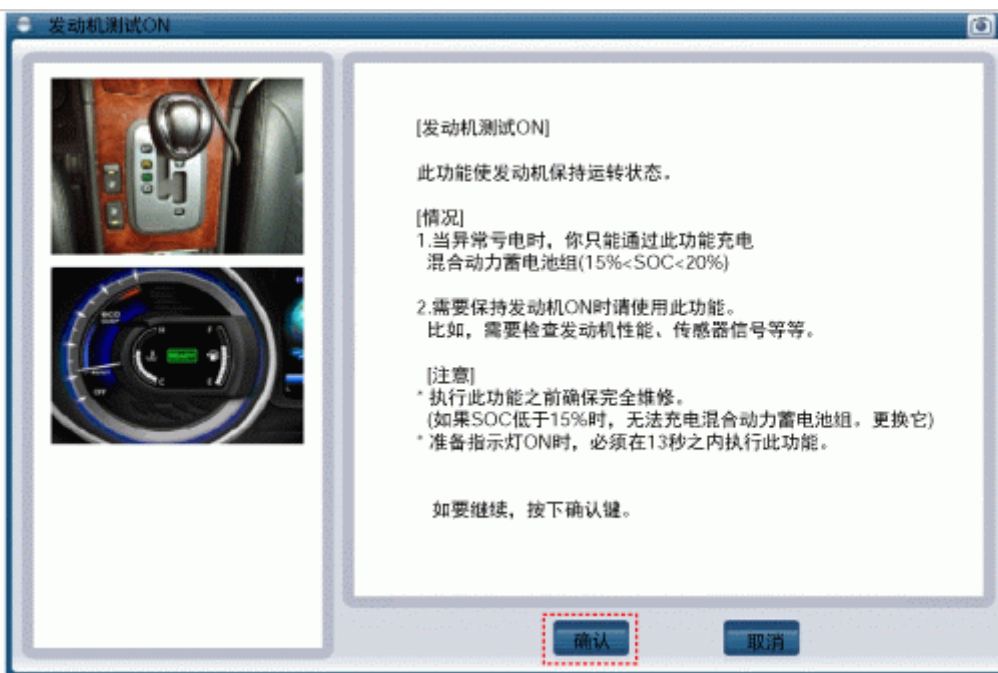 发动机测试ON
[发动机测试ON]
此功能使发动机保持运转状态。
[情况]
1.当异常亏电时，你只能通过此功能充电
混合动力蓄电池组(15%<SOC<20%)
2.需要保持发动机ON时请使用此功能。
比如，需要检查发动机性能、传感器信号等等。
[注意]
* 执行此功能之前确保完全维修。
(如果SOC低于15%时，无法充电混合动力蓄电池组。更换它)
* 准备指示灯ON时，必须在13秒之内执行此功能。
如要继续，按下确认键。
eco
H
F
READY
C
E
OFF
确认
取消